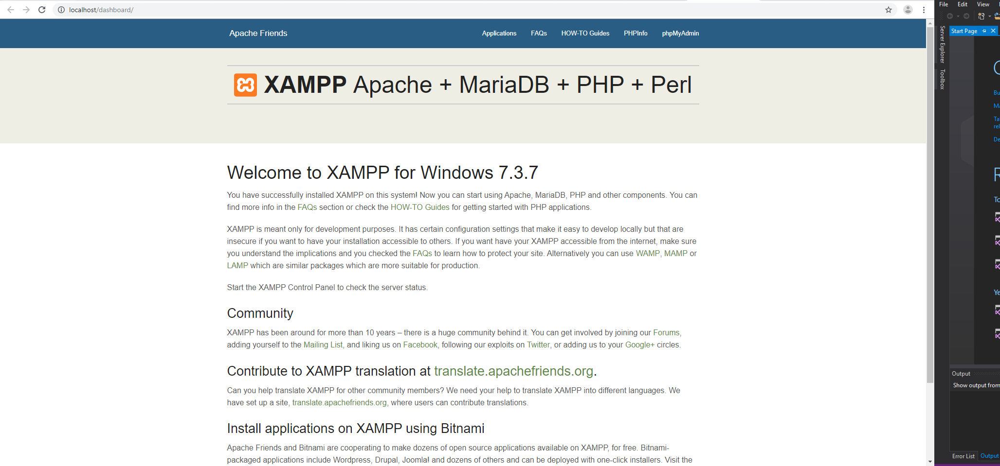 localhost/dashboard/
Apache Friends
Applications FAQs HOW-TO Guides PHPInfo phpMyAdmin
XAMPP Apache + MariaDB + PHP + Perl
Welcome to XAMPP for Windows 7.3.7
You have successfully installed XAMPP on this system! Now you can start using Apache, MariaDB, PHP and other components. You can
find more info in the FAQs section or check the HOW-TO Guides for getting started with PHP applications.
XAMPP is meant only for development purposes. It has certain configuration settings that make it easy to develop locally but that are
insecure if you want to have your installation accessible to others. If you want have your XAMPP accessible from the internet, make sure
you understand the implications and you checked the FAQs to learn how to protect your site. Alternatively you can use WAMP, MAMP or
LAMP which are similar packages which are more suitable for production.
Start the XAMPP Control Panel to check the server status.
Community
XAMPP has been around for more than 10 years – there is a huge community behind it. You can get involved by joining our Forums,
adding yourself to the Mailing List, and liking us on Facebook, following our exploits on Twitter, or adding us to your Google+ circles.
Contribute to XAMPP translation at translate.apachefriends.org.
Can you help translate XAMPP for other community members? We need your help to translate XAMPP into different languages. We
have set up a site, translate.apachefriends.org, where users can contribute translations.
Install applications on XAMPP using Bitnami
Apache Friends and Bitnami are cooperating to make dozens of open source applications available on XAMPP, for free. Bitnami-
packaged applications include Wordpress, Drupal, Joomla! and dozens of others and can be deployed with one-click installers. Visit the
File Edit View
Start Page
Server Explorer
Toolbox
Output
Show output from
Error List Output